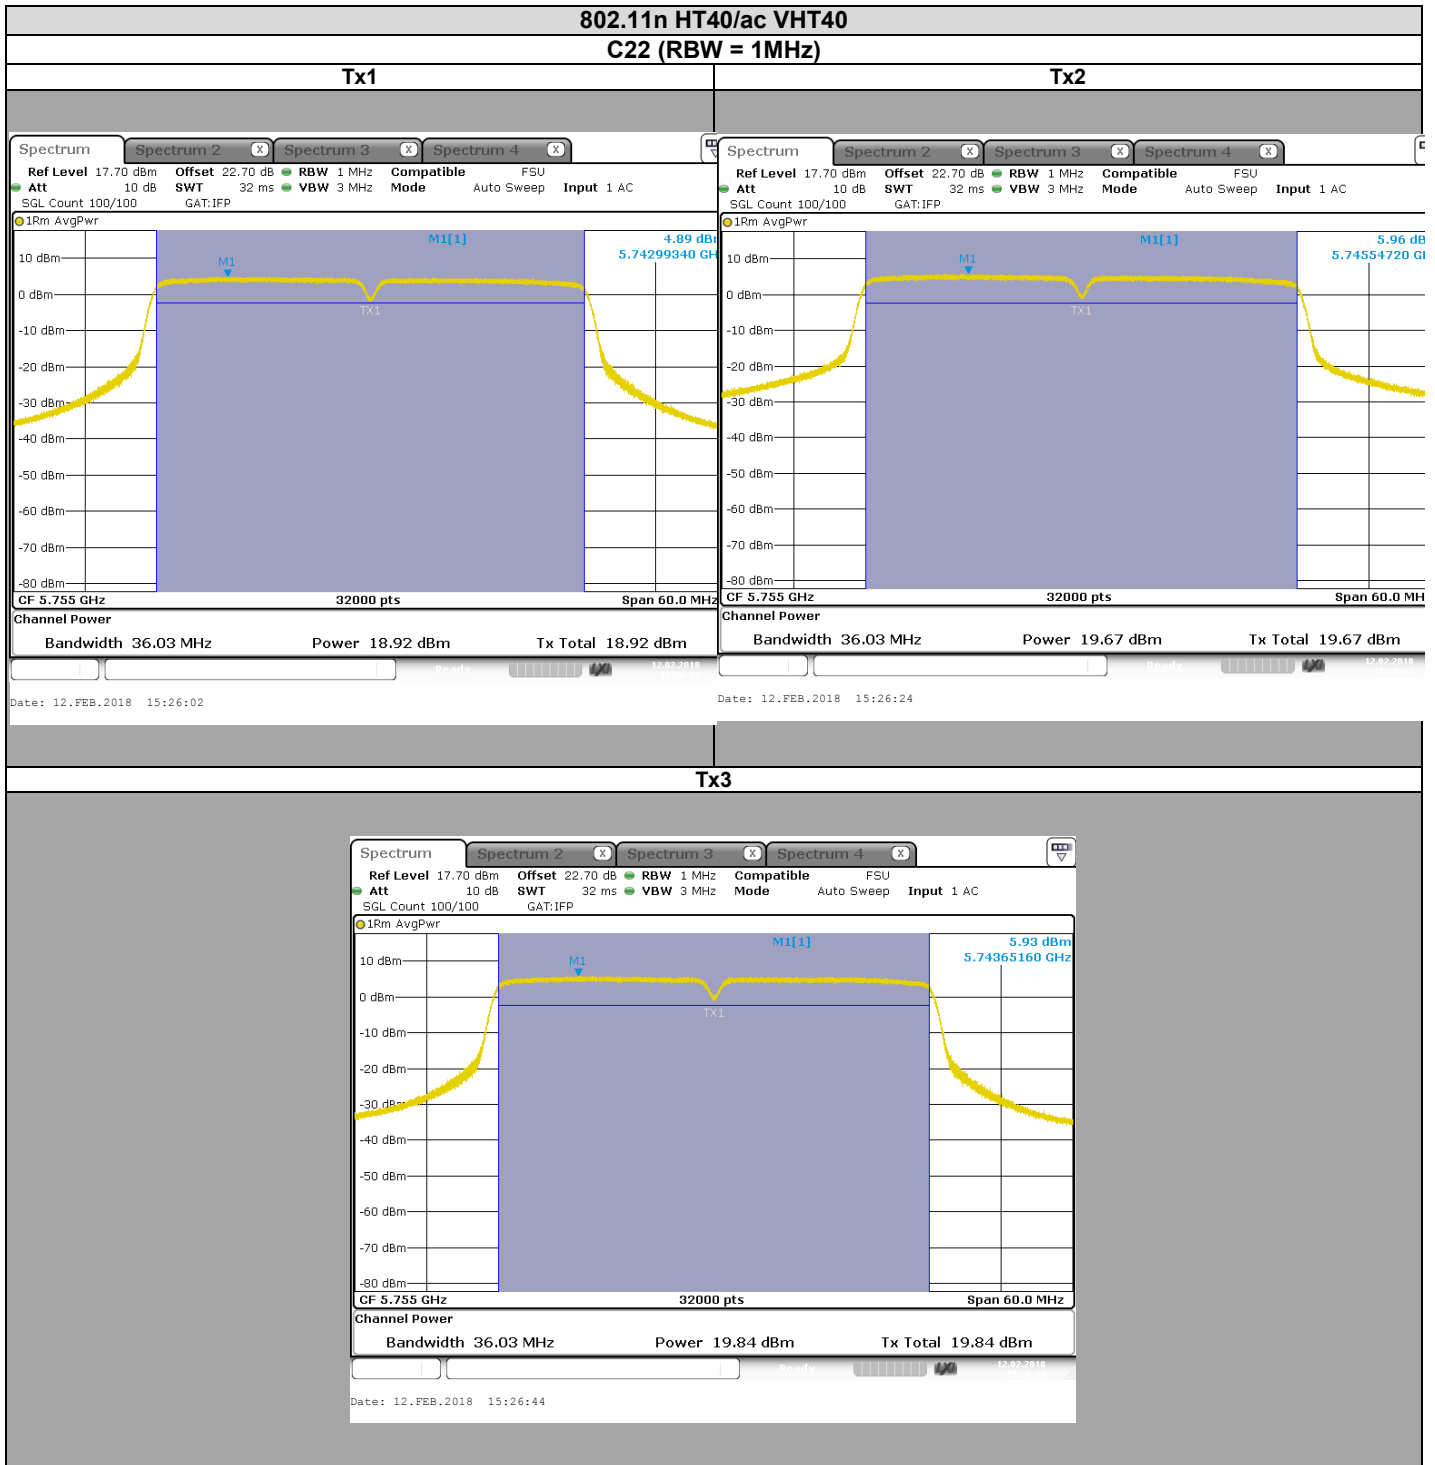 802.11n HT40/ac VHT40
C22 (RBW = 1MHz)
Tx1
Spectrum Spectrum 2 X Spectrum 3 X Spectrum 4 X
Ref Level 17.70 dBm Offset 22.70 dB RBW 1 MHz Compatible FSU
Att 10 dB SWT 32 ms VBW 3 MHz Mode Auto Sweep Input 1 AC
SGL Count 100/100 GAT:IFP
1Rm AvgPwr
M1[1] 4.89 dBm
5.74299340 GH
M1
TX1
10 dBm
0 dBm
-10 dBm
-20 dBm
-30 dBm
-40 dBm
-50 dBm
-60 dBm
-70 dBm
-80 dBm
CF 5.755 GHz 32000 pts Span 60.0 MHz
Channel Power
Bandwidth 36.03 MHz Power 18.92 dBm Tx Total 18.92 dBm
Ready 12.02.2018
Date: 12.FEB.2018 15:26:02
Tx2
Spectrum Spectrum 2 X Spectrum 3 X Spectrum 4 X
Ref Level 17.70 dBm Offset 22.70 dB RBW 1 MHz Compatible FSU
Att 10 dB SWT 32 ms VBW 3 MHz Mode Auto Sweep Input 1 AC
SGL Count 100/100 GAT:IFP
1Rm AvgPwr
M1[1] 5.96 dB
5.74554720 G
M1
TX1
10 dBm
0 dBm
-10 dBm
-20 dBm
-30 dBm
-40 dBm
-50 dBm
-60 dBm
-70 dBm
-80 dBm
CF 5.755 GHz 32000 pts Span 60.0 MH
Channel Power
Bandwidth 36.03 MHz Power 19.67 dBm Tx Total 19.67 dBm
Ready 12.02.2018
Date: 12.FEB.2018 15:26:24
Tx3
Spectrum Spectrum 2 X Spectrum 3 X Spectrum 4 X
Ref Level 17.70 dBm Offset 22.70 dB RBW 1 MHz Compatible FSU
Att 10 dB SWT 32 ms VBW 3 MHz Mode Auto Sweep Input 1 AC
SGL Count 100/100 GAT:IFP
1Rm AvgPwr
M1[1] 5.93 dBm
5.74365160 GHz
M1
TX1
10 dBm
0 dBm
-10 dBm
-20 dBm
-30 dBm
-40 dBm
-50 dBm
-60 dBm
-70 dBm
-80 dBm
CF 5.755 GHz 32000 pts Span 60.0 MHz
Channel Power
Bandwidth 36.03 MHz Power 19.84 dBm Tx Total 19.84 dBm
Ready 12.02.2018
Date: 12.FEB.2018 15:26:44